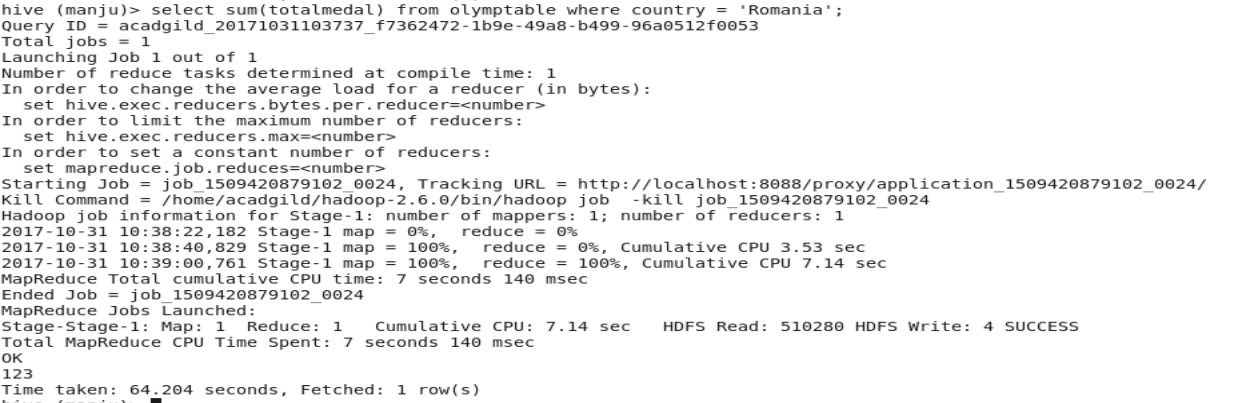 hive (manju)> select sum(totalmedal) from olymptable where country = 'Romania';
Query ID = acadgild_20171031103737_f7362472-1b9e-49a8-b499-96a0512f0053
Total jobs = 1
Launching Job 1 out of 1
Number of reduce tasks determined at compile time: 1
In order to change the average load for a reducer (in bytes):
  set hive.exec.reducers.bytes.per.reducer=<number>
In order to limit the maximum number of reducers:
  set hive.exec.reducers.max=<number>
In order to set a constant number of reducers:
  set mapreduce.job.reduces=<number>
Starting Job = job_1509420879102_0024, Tracking URL = http://localhost:8088/proxy/application_1509420879102_0024/
Kill Command = /home/acadgild/hadoop-2.6.0/bin/hadoop job  -kill job_1509420879102_0024
Hadoop job information for Stage-1: number of mappers: 1; number of reducers: 1
2017-10-31 10:38:22,182 Stage-1 map = 0%,  reduce = 0%
2017-10-31 10:38:40,829 Stage-1 map = 100%,  reduce = 0%, Cumulative CPU 3.53 sec
2017-10-31 10:39:00,761 Stage-1 map = 100%,  reduce = 100%, Cumulative CPU 7.14 sec
MapReduce Total cumulative CPU time: 7 seconds 140 msec
Ended Job = job_1509420879102_0024
MapReduce Jobs Launched:
Stage-Stage-1: Map: 1  Reduce: 1   Cumulative CPU: 7.14 sec   HDFS Read: 510280 HDFS Write: 4 SUCCESS
Total MapReduce CPU Time Spent: 7 seconds 140 msec
OK
123
Time taken: 64.204 seconds, Fetched: 1 row(s)